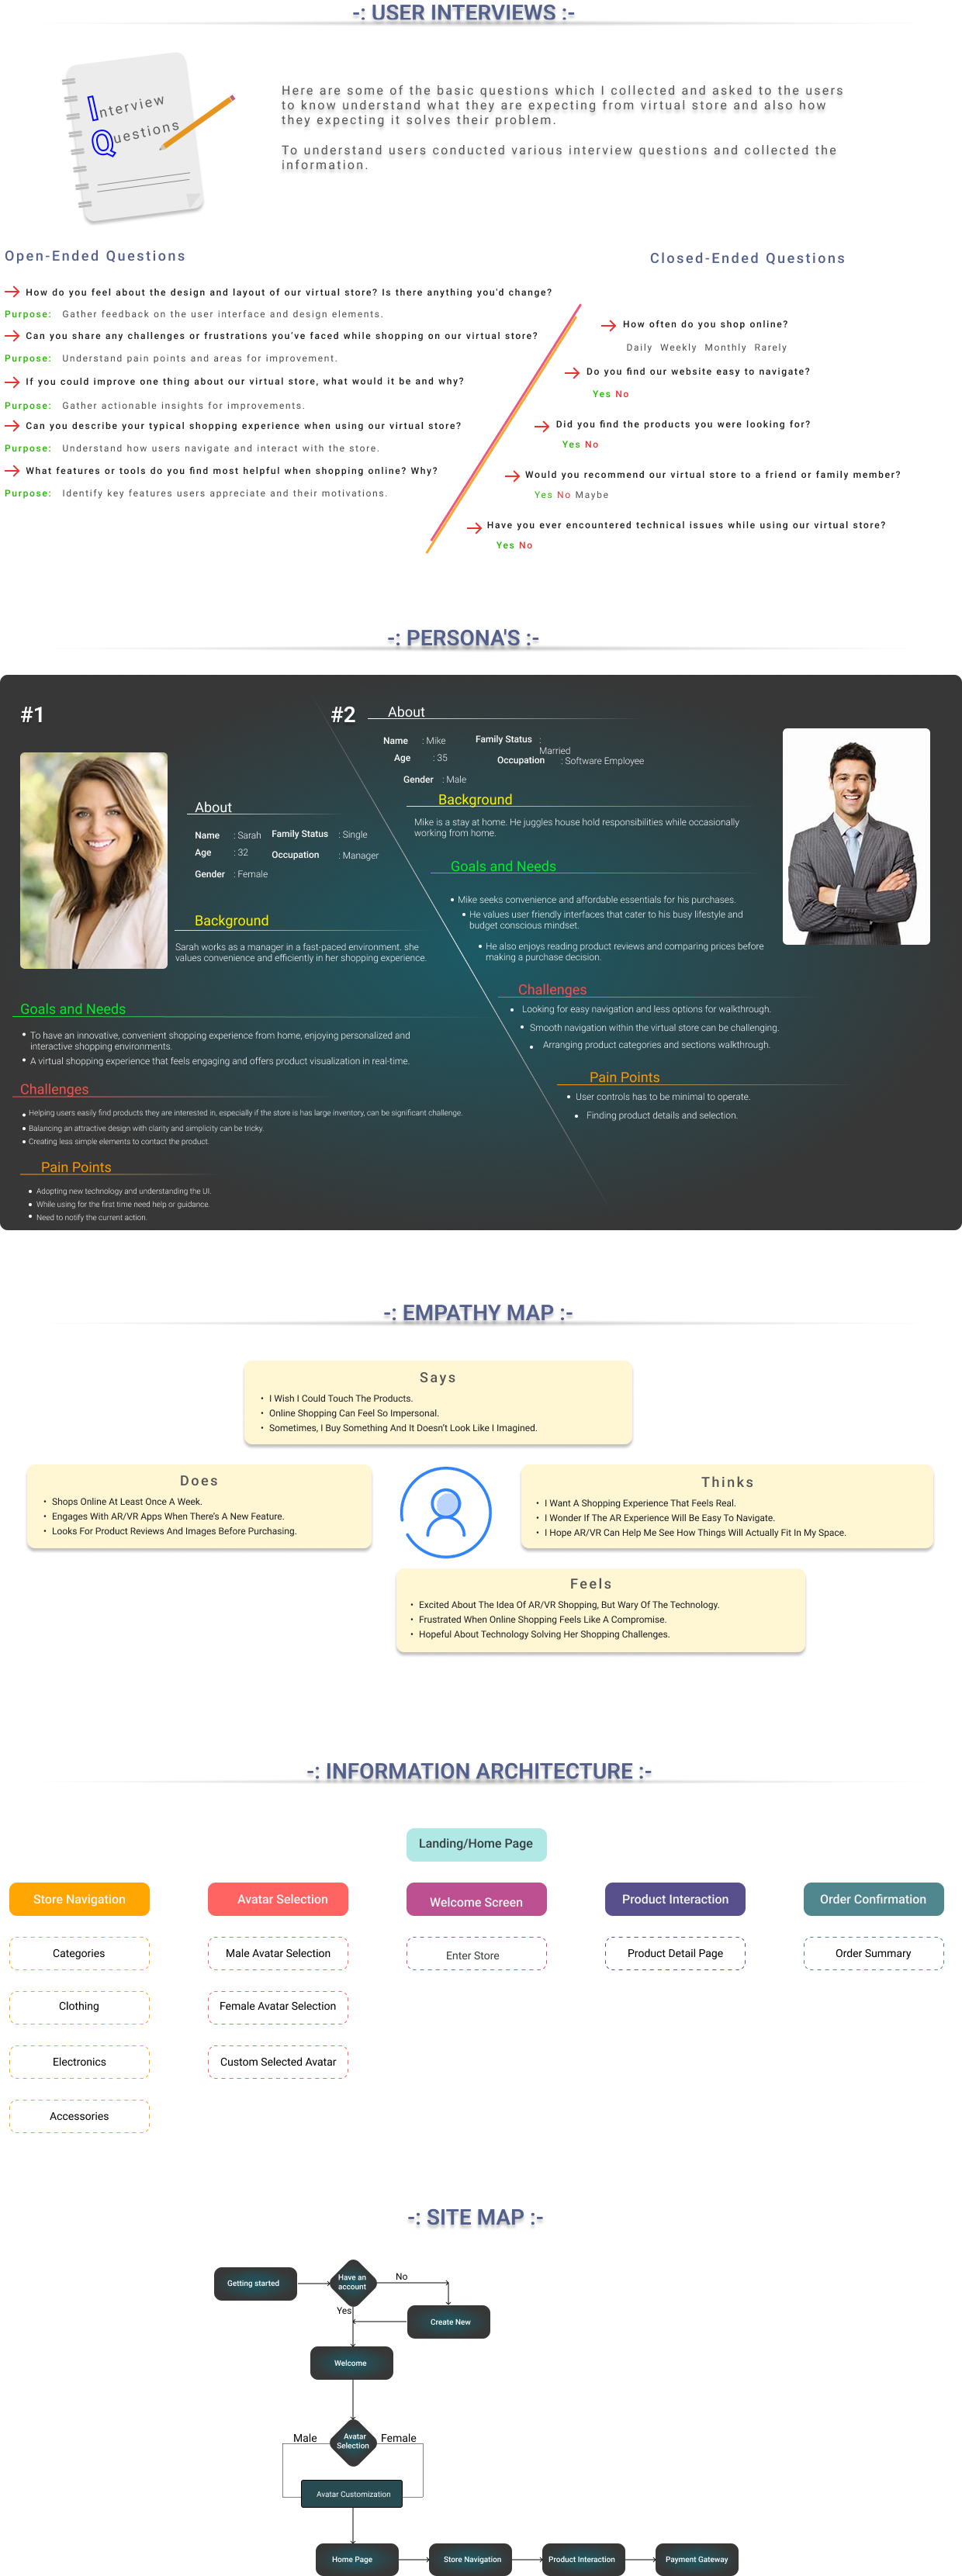 -: USER INTERVIEWS :-
Interview
Questions
Here are some of the basic questions which I collected and asked to the users
to know understand what they are expecting from virtual store and also how
they expecting it solves their problem.
To understand users conducted various interview questions and collected the
information.
Open-Ended Questions
How do you feel about the design and layout of our virtual store? Is there anything you'd change?
Purpose: Gather feedback on the user interface and design elements.
Can you share any challenges or frustrations you've faced while shopping on our virtual store?
Purpose: Understand pain points and areas for improvement.
If you could improve one thing about our virtual store, what would it be and why?
Purpose: Gather actionable insights for improvements.
Can you describe your typical shopping experience when using our virtual store?
Purpose: Understand how users navigate and interact with the store.
What features or tools do you find most helpful when shopping online? Why?
Purpose: Identify key features users appreciate and their motivations.
Closed-Ended Questions
How often do you shop online?
Daily Weekly Monthly Rarely
Do you find our website easy to navigate?
Yes No
Did you find the products you were looking for?
Yes No
Would you recommend our virtual store to a friend or family member?
Yes No Maybe
Have you ever encountered technical issues while using our virtual store?
Yes No
-: PERSONA'S :-
#1
About
Name : Sarah Family Status : Single
Age : 32 Occupation : Manager
Gender : Female
Background
Sarah works as a manager in a fast-paced environment. she
values convenience and efficiently in her shopping experience.
Goals and Needs
To have an innovative, convenient shopping experience from home, enjoying personalized and
interactive shopping environments.
A virtual shopping experience that feels engaging and offers product visualization in real-time.
Challenges
Helping users easily find products they are interested in, especially if the store is has large inventory, can be significant challenge.
Balancing an attractive design with clarity and simplicity can be tricky.
Creating less simple elements to contact the product.
Pain Points
Adopting new technology and understanding the UI.
While using for the first time need help or guidance.
Need to notify the current action.
#2
About
Name : Mike Family Status :
Married
Age : 35 Occupation : Software Employee
Gender : Male
Background
Mike is a stay at home. He juggles house hold responsibilities while occasionally
working from home.
Goals and Needs
Mike seeks convenience and affordable essentials for his purchases.
He values user friendly interfaces that cater to his busy lifestyle and
budget conscious mindset.
He also enjoys reading product reviews and comparing prices before
making a purchase decision.
Challenges
Looking for easy navigation and less options for walkthrough.
Smooth navigation within the virtual store can be challenging.
Arranging product categories and sections walkthrough.
Pain Points
User controls has to be minimal to operate.
Finding product details and selection.
-: EMPATHY MAP :-
Says
• I Wish I Could Touch The Products.
• Online Shopping Can Feel So Impersonal.
• Sometimes, I Buy Something And It Doesn't Look Like I Imagined.
Does
• Shops Online At Least Once A Week.
• Engages With AR/VR Apps When There's A New Feature.
• Looks For Product Reviews And Images Before Purchasing.
Thinks
• I Want A Shopping Experience That Feels Real.
• I Wonder If The AR Experience Will Be Easy To Navigate.
• I Hope AR/VR Can Help Me See How Things Will Actually Fit In My Space.
Feels
• Excited About The Idea Of AR/VR Shopping, But Wary Of The Technology.
• Frustrated When Online Shopping Feels Like A Compromise.
• Hopeful About Technology Solving Her Shopping Challenges.
-: INFORMATION ARCHITECTURE :-
Landing/Home Page
Store Navigation
Categories
Clothing
Electronics
Accessories
Avatar Selection
Male Avatar Selection
Female Avatar Selection
Custom Selected Avatar
Welcome Screen
Enter Store
Product Interaction
Product Detail Page
Order Confirmation
Order Summary
-: SITE MAP :-
Getting started
Have an
account
No
Yes
Create New
Welcome
Male
Avatar
Selection
Female
Avatar Customization
Home Page
Store Navigation
Product Interaction
Payment Gateway